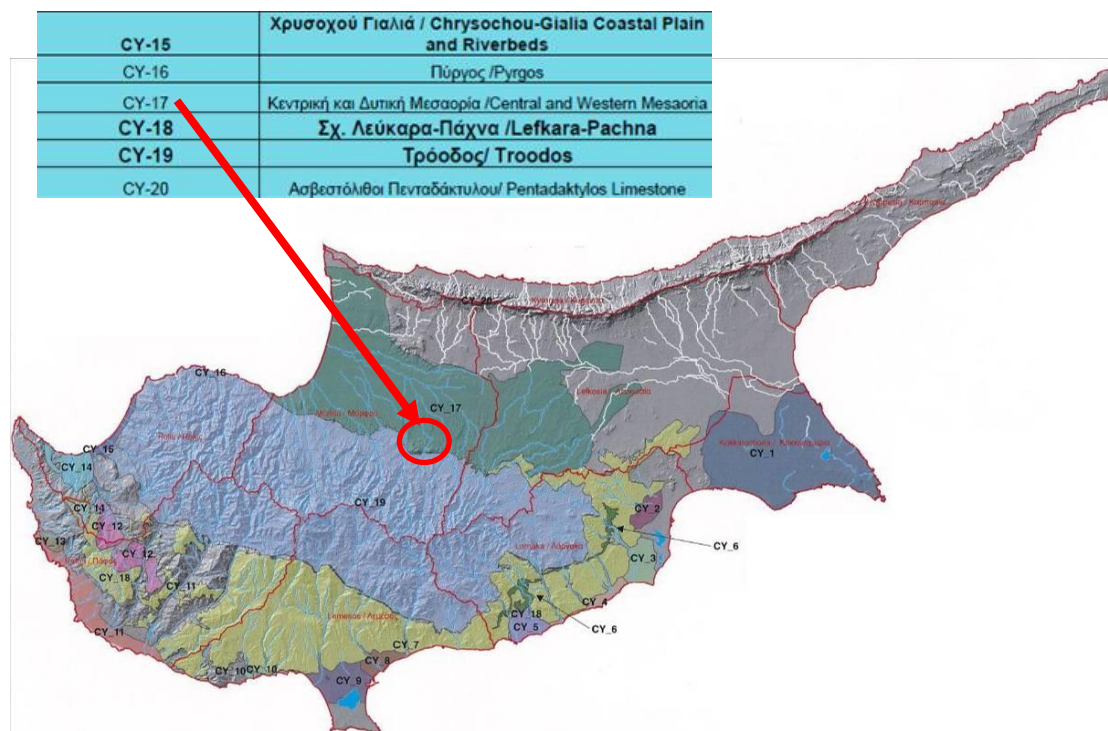 CY-15 Χρυσοχού Γιαλιά / Chrysochou-Gialia Coastal Plain
and Riverbeds
CY-16 Πύργος /Pyrgos
CY-17 Κεντρική και Δυτική Μεσαορία /Central and Western Mesaoria
CY-18 Σχ. Λεύκαρα-Πάχνα /Lefkara-Pachna
CY-19 Τρόοδος/ Troodos
CY-20 Ασβεστόλιθοι Πενταδάκτυλου/ Pentadaktylos Limestone
CY_20
CY_16
CY_17
CY_15
CY_14
CY_1
CY_19
CY_11
CY_12
CY_2
CY_13
CY_12
CY_6
CY_3
CY_18
CY_11
CY_4
CY_18
CY_6
CY_5
CY_11
CY_7
CY_8
CY_10
CY_10
CY_9